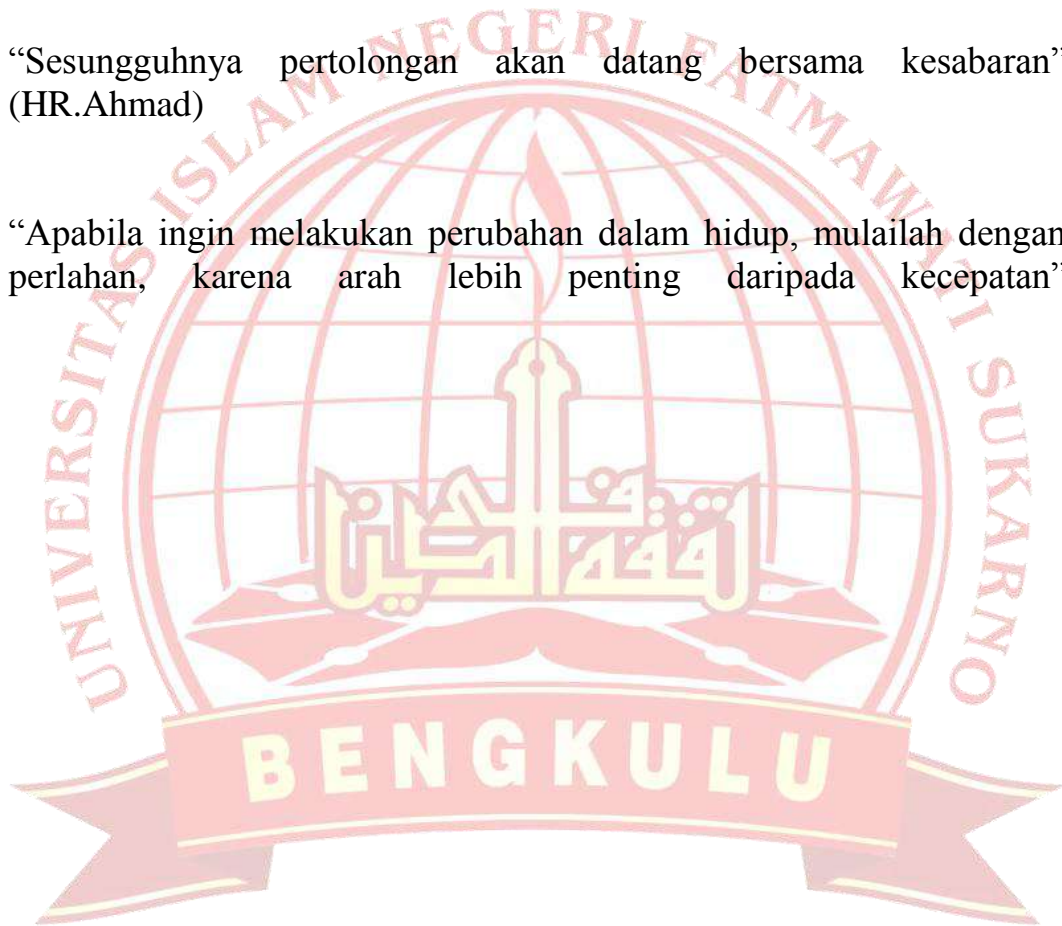 “Sesungguhnya pertolongan akan datang bersama kesabaran”
(HR.Ahmad)
“Apabila ingin melakukan perubahan dalam hidup, mulailah dengan
perlahan, karena arah lebih penting daripada kecepatan”
UNIVERSITAS ISLAM NEGERI FATMAWATI SUKARNO
BENGKULU